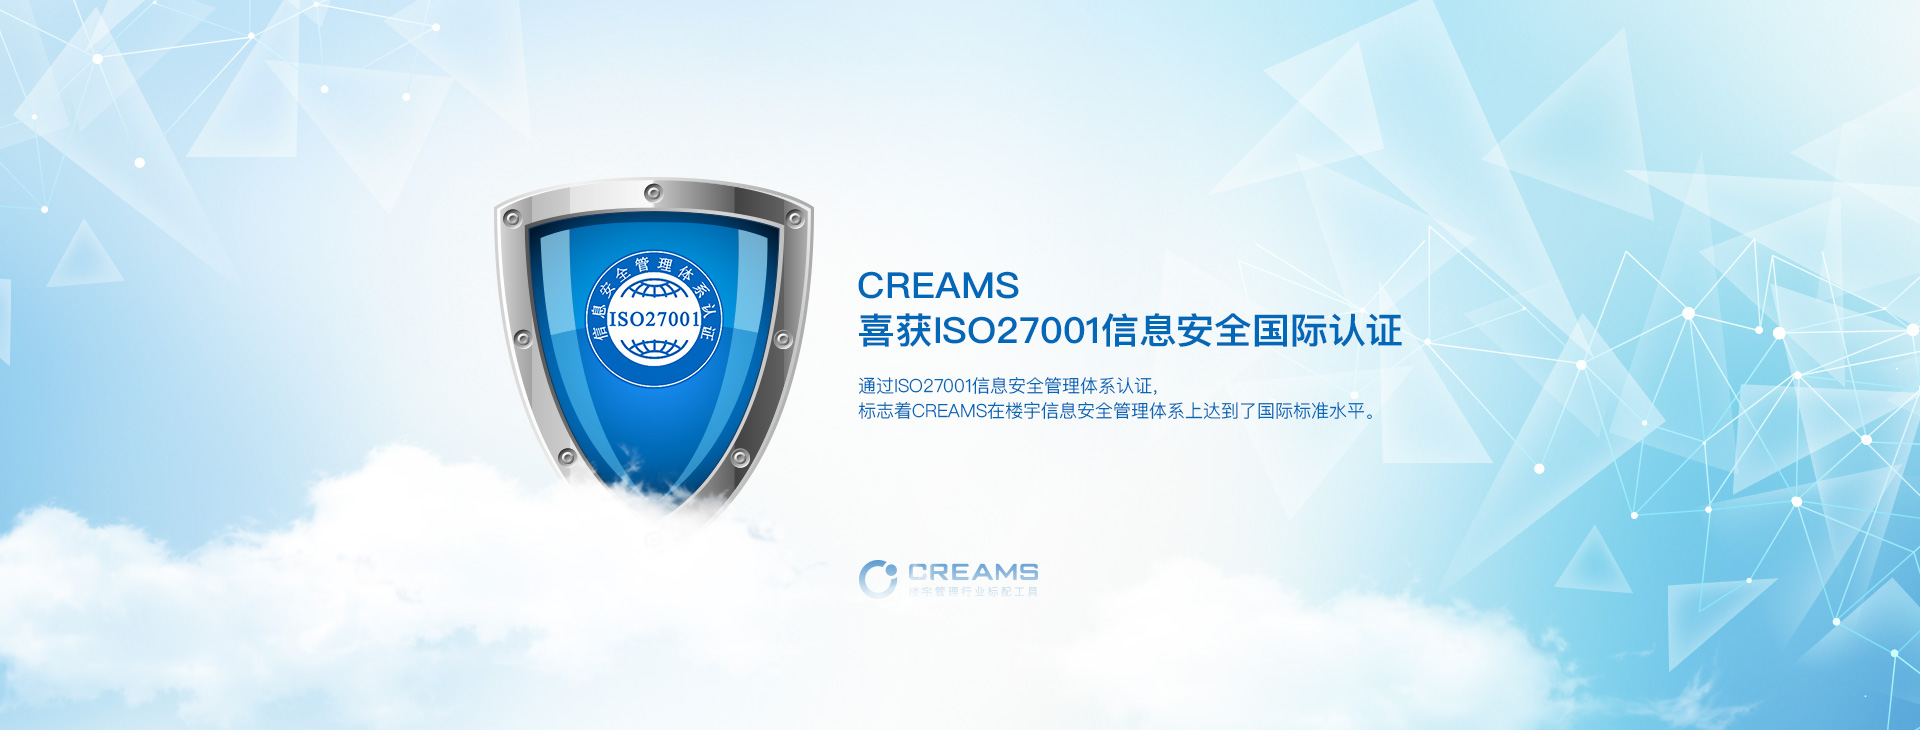 信息安全管理体系认证
ISO27001
CREAMS
喜获ISO27001信息安全国际认证
通过ISO27001信息安全管理体系认证,
标志着CREAMS在楼宇信息安全管理体系上达到了国际标准水平。
CREAMS
楼宇管理行业标配工具